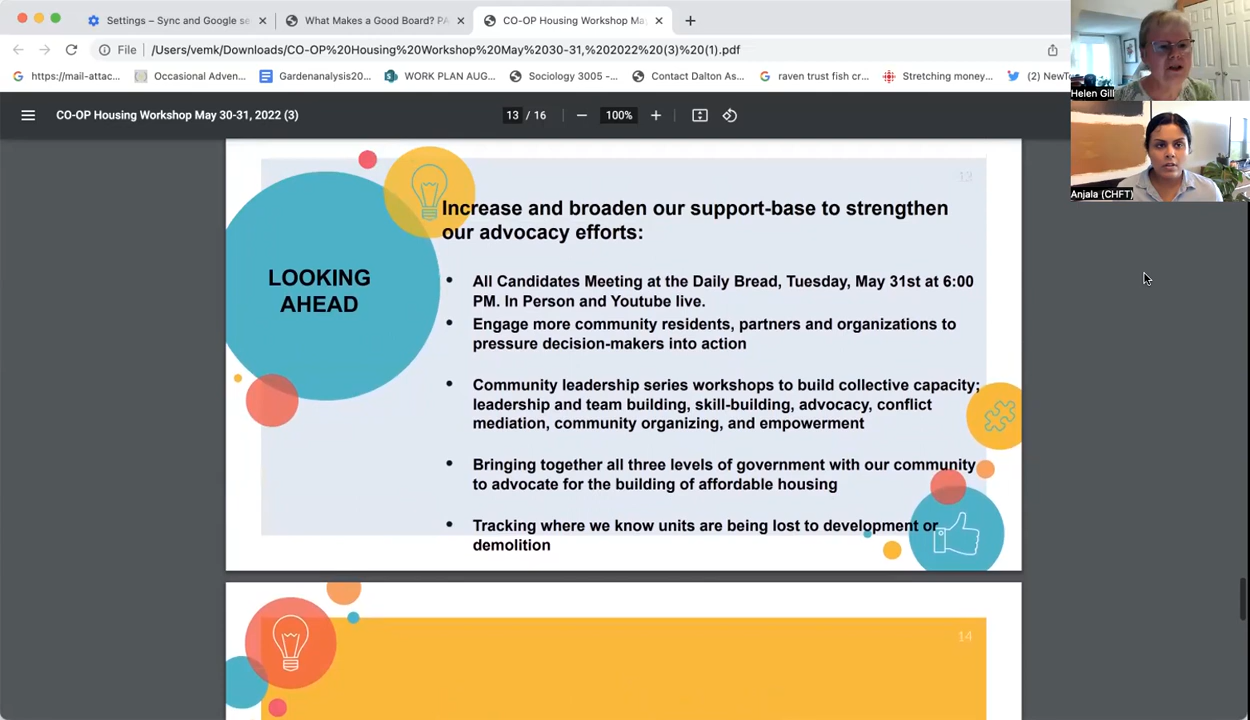 Settings – Sync and Google se
What Makes a Good Board? PA
CO-OP Housing Workshop Ma
File
/Users/vemk/Downloads/CO-OP%20Housing%20Workshop%20May%2030-31,%202022%20(3)%20(1).pdf
https://mail-attac...
Occasional Adven...
Gardenanalysis20...
WORK PLAN AUG...
Sociology 3005 -...
Contact Dalton As...
raven trust fish cr...
Stretching money...
(2) NewTo
CO-OP Housing Workshop May 30-31, 2022 (3)
13 / 16
100%
Helen Gill
Anjala (CHFT)
13
LOOKING
AHEAD
Increase and broaden our support-base to strengthen
our advocacy efforts:
• All Candidates Meeting at the Daily Bread, Tuesday, May 31st at 6:00
PM. In Person and Youtube live.
• Engage more community residents, partners and organizations to
pressure decision-makers into action
• Community leadership series workshops to build collective capacity;
leadership and team building, skill-building, advocacy, conflict
mediation, community organizing, and empowerment
• Bringing together all three levels of government with our community
to advocate for the building of affordable housing
• Tracking where we know units are being lost to development or
demolition
14